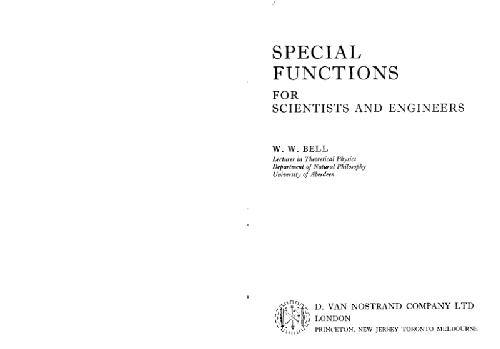 SPECIAL
FUNCTIONS
FOR
SCIENTISTS AND ENGINEERS
W. W. BELL
Lecturer in Theoretical Physics
Department of Natural Philosophy
University of Aberdeen
D. VAN NOSTRAND COMPANY LTD
LONDON
PRINCETON, NEW JERSEY TORONTO MELBOURNE